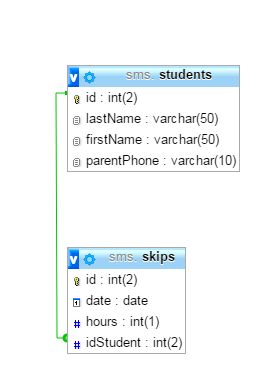 sms. students
id : int(2)
lastName : varchar(50)
firstName : varchar(50)
parentPhone : varchar(10)
sms. skips
id : int(2)
date : date
hours : int(1)
idStudent : int(2)